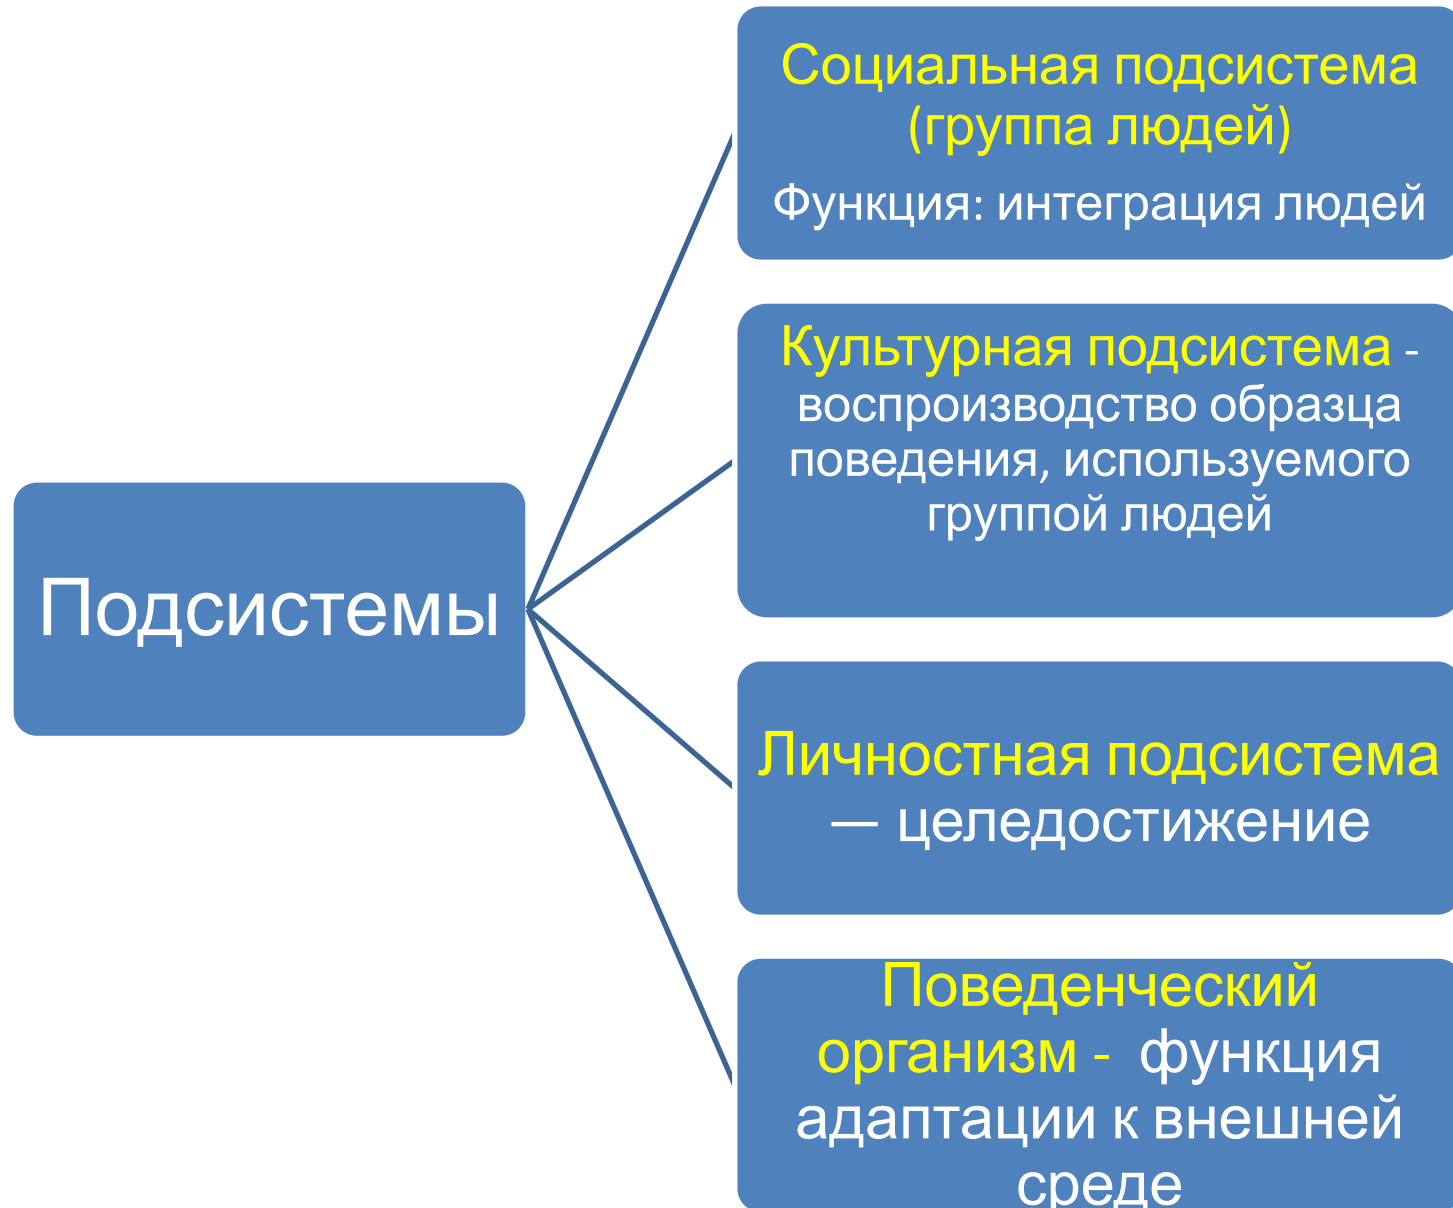 Социальная подсистема
(группа людей)
Функция: интеграция людей
Культурная подсистема -
воспроизводство образца
поведения, используемого
группой людей
Подсистемы
Личностная подсистема
— целедостижение
Поведенческий
организм - функция
адаптации к внешней
среде